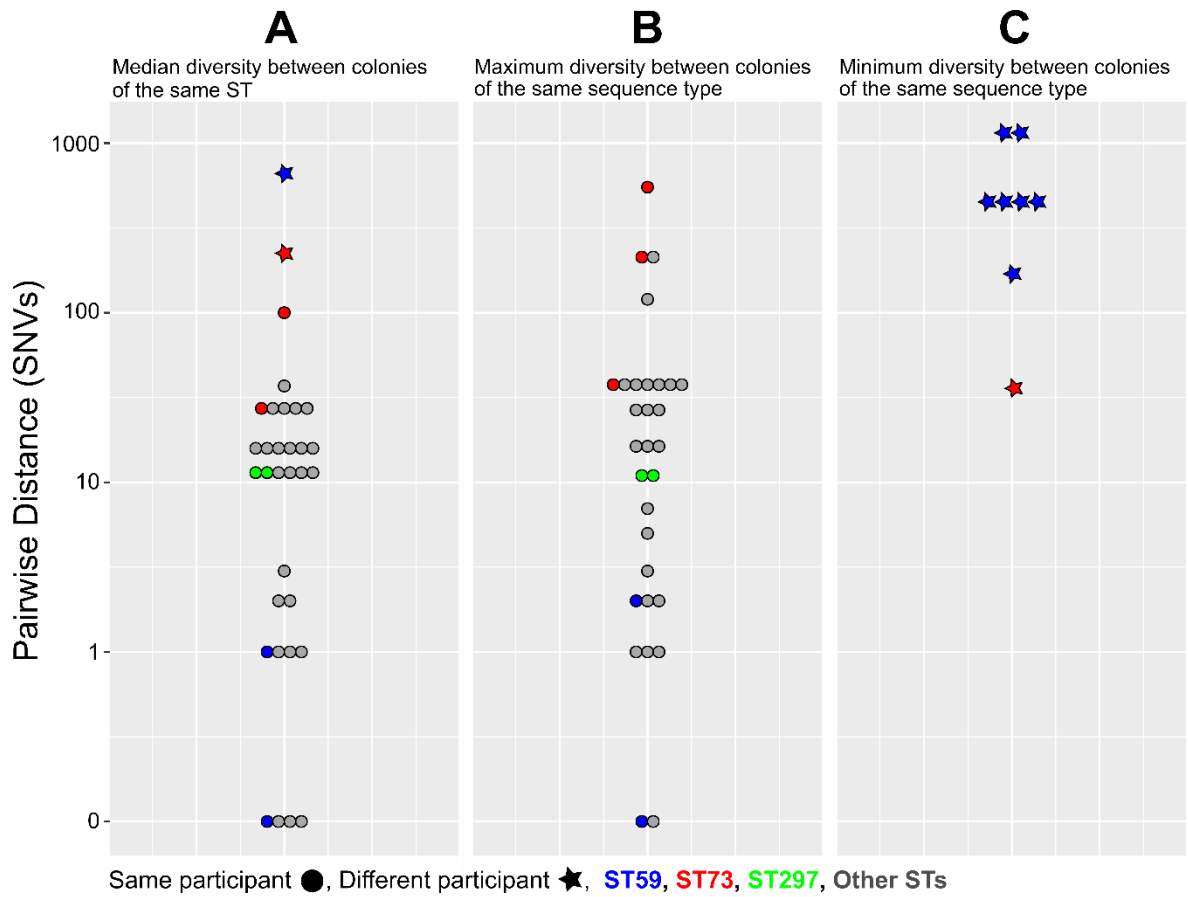 A
B
C
Median diversity between colonies
of the same ST
Maximum diversity between colonies
of the same sequence type
Minimum diversity between colonies
of the same sequence type
Pairwise Distance (SNVs)
1000
100
10
1
0
Same participant , Different participant , ST59, ST73, ST297, Other STs